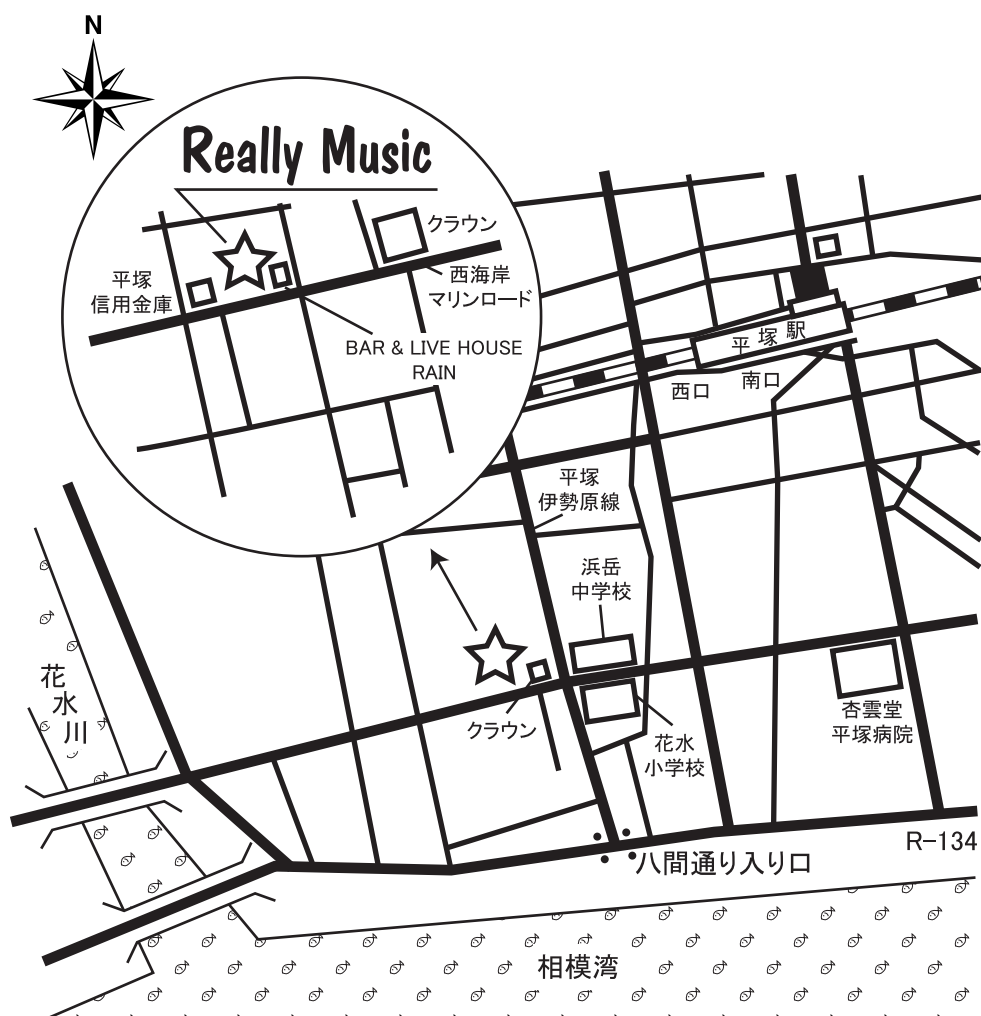 N
Really Music
クラウン
西海岸
マリンロード
平塚
信用金庫
BAR & LIVE HOUSE
RAIN
平塚駅
西口
南口
平塚
伊勢原線
浜岳
中学校
花水川
クラウン
花水
小学校
杏雲堂
平塚病院
R-134
八間通り入り口
相模湾